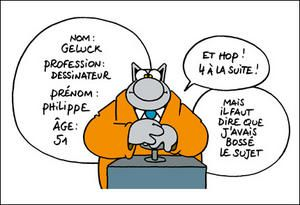 NOM :
GELUCK
PROFESSION :
DESSINATEUR
PRÉNOM :
PHILIPPE
ÂGE :
51
ET HOP !
4 À LA SUITE !
MAIS
IL FAUT
DIRE QUE
J'AVAIS
BOSSÉ
LE SUJET